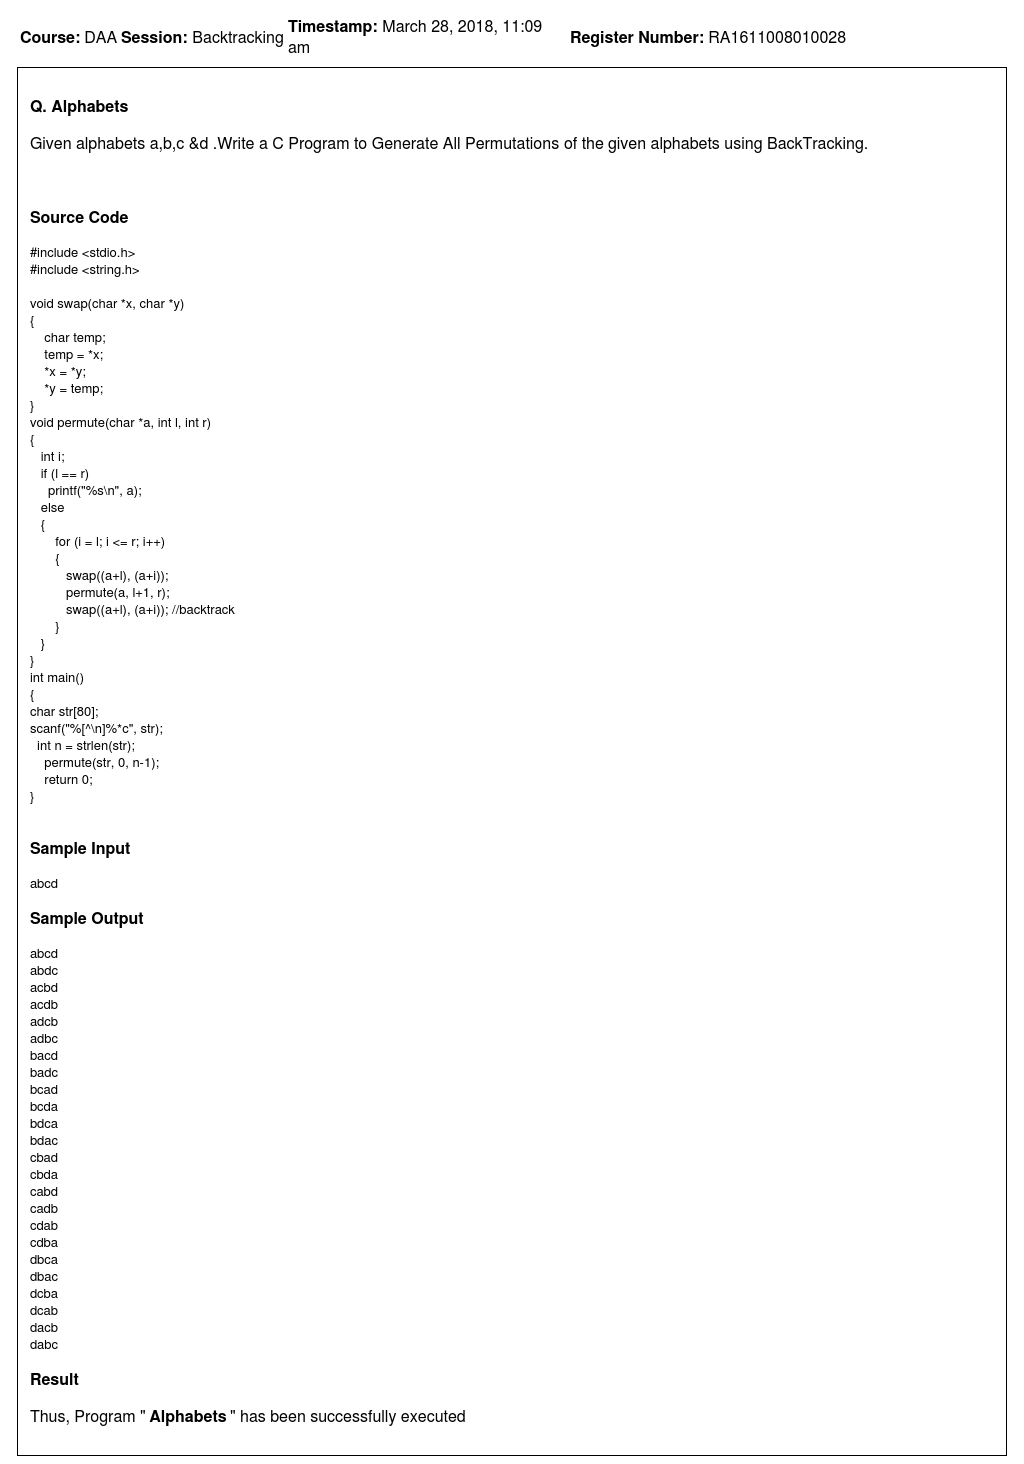 Course: DAA Session: Backtracking Timestamp: March 28, 2018, 11:09 am Register Number: RA1611008010028
Q. Alphabets
Given alphabets a,b,c &d .Write a C Program to Generate All Permutations of the given alphabets using BackTracking.
Source Code
#include <stdio.h>
#include <string.h>
void swap(char *x, char *y)
{
    char temp;
    temp = *x;
    *x = *y;
    *y = temp;
}
void permute(char *a, int l, int r)
{
   int i;
   if (l == r)
     printf("%s\n", a);
   else
   {
       for (i = l; i <= r; i++)
       {
          swap((a+l), (a+i));
          permute(a, l+1, r);
          swap((a+l), (a+i)); //backtrack
       }
   }
}
int main()
{
char str[80];
scanf("%[^\n]%*c", str);
  int n = strlen(str);
    permute(str, 0, n-1);
    return 0;
}
Sample Input
abcd
Sample Output
abcd
abdc
acbd
acdb
adcb
adbc
bacd
badc
bcad
bcda
bdca
bdac
cbad
cbda
cabd
cadb
cdab
cdba
dbca
dbac
dcba
dcab
dacb
dabc
Result
Thus, Program " Alphabets " has been successfully executed